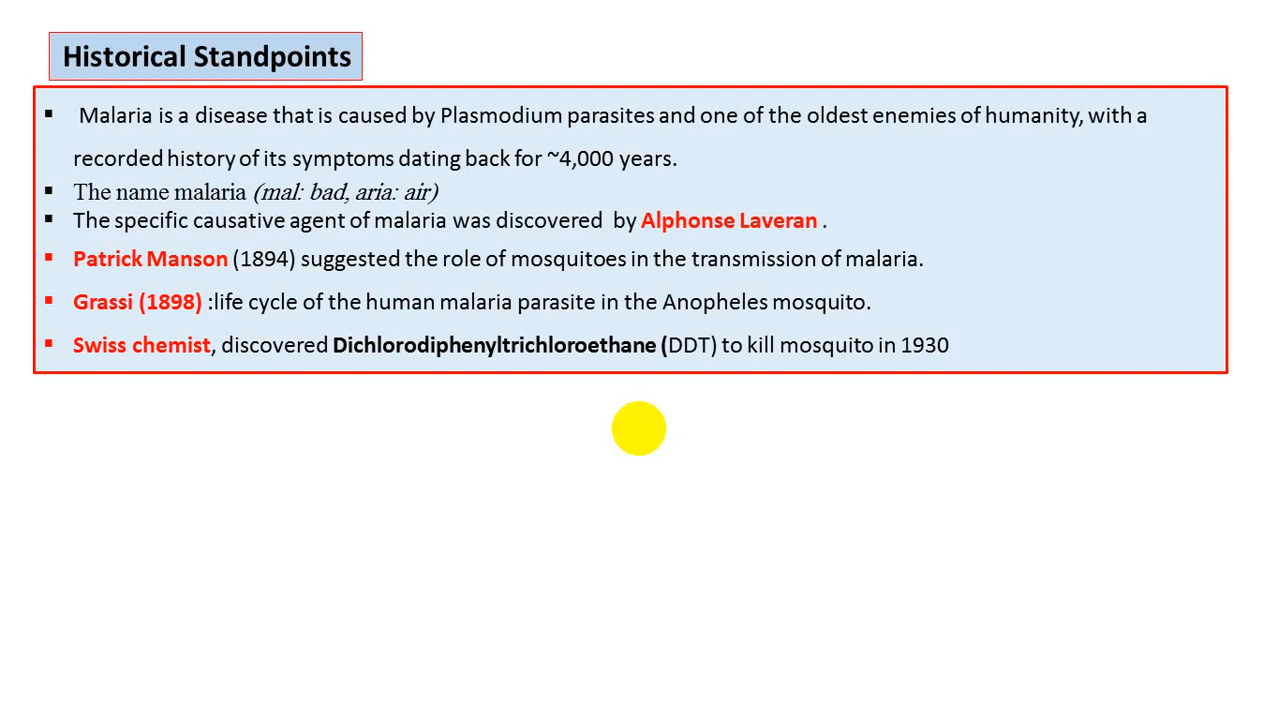 Historical Standpoints
▪ Malaria is a disease that is caused by Plasmodium parasites and one of the oldest enemies of humanity, with a
recorded history of its symptoms dating back for ~4,000 years.
▪ The name malaria (mal: bad, aria: air)
▪ The specific causative agent of malaria was discovered by Alphonse Laveran .
▪ Patrick Manson (1894) suggested the role of mosquitoes in the transmission of malaria.
▪ Grassi (1898) :life cycle of the human malaria parasite in the Anopheles mosquito.
▪ Swiss chemist, discovered Dichlorodiphenyltrichloroethane (DDT) to kill mosquito in 1930